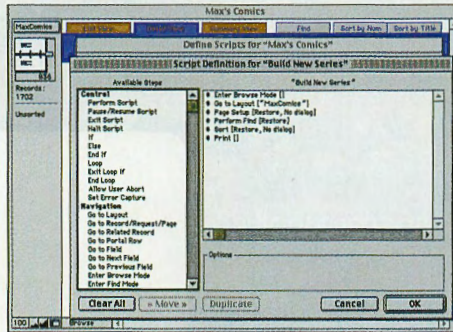 Max's Comics
MaxComics
Find
Sort by Num
Sort by Title
Define Scripts for "Max's Comics"
Script Definition for "Build New Series"
836
Records:
1702
Unsorted
Available Steps
Control
Perform Script
Pause/Resume Script
Exit Script
Halt Script
If
Else
End If
Loop
Exit Loop If
End Loop
Allow User Abort
Set Error Capture
Navigation
Go to Layout
Go to Record/Request/Page
Go to Related Record
Go to Portal Row
Go to Field
Go to Next Field
Go to Previous Field
Enter Browse Mode
Enter Find Mode
"Build New Series"
Enter Browse Mode []
Go to Layout ["MaxComics"]
Page Setup [Restore, No dialog]
Perform Find [Restore]
Sort [Restore, No dialog]
Print []
Options
Clear All
» Move »
Duplicate
Cancel
OK
100
Browse